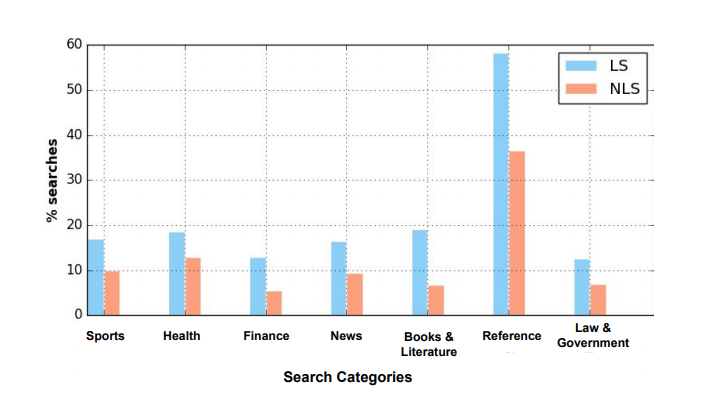 60
50
40
30
20
10
0
% searches
LS
NLS
Sports
Health
Finance
News
Books &
Literature
Reference
Law &
Government
Search Categories